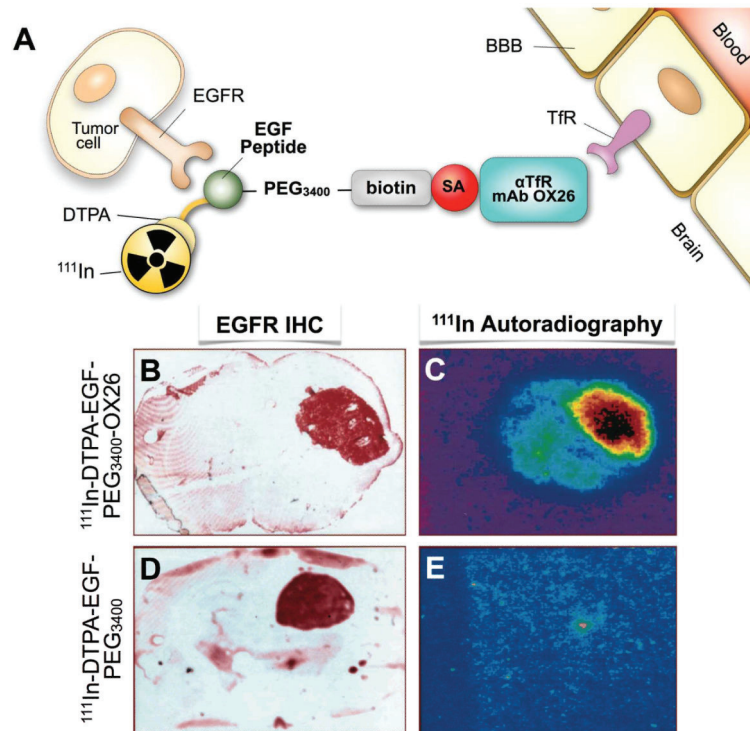 A
Blood
BBB
EGFR
Tumor
cell
TfR
EGF
Peptide
PEG₃₄₀₀
biotin
SA
αTfR
mAb OX26
DTPA
¹¹¹In
Brain
EGFR IHC
¹¹¹In Autoradiography
¹¹¹In-DTPA-EGF-
PEG₃₄₀₀-OX26
B
C
¹¹¹In-DTPA-EGF-
PEG₃₄₀₀
D
E